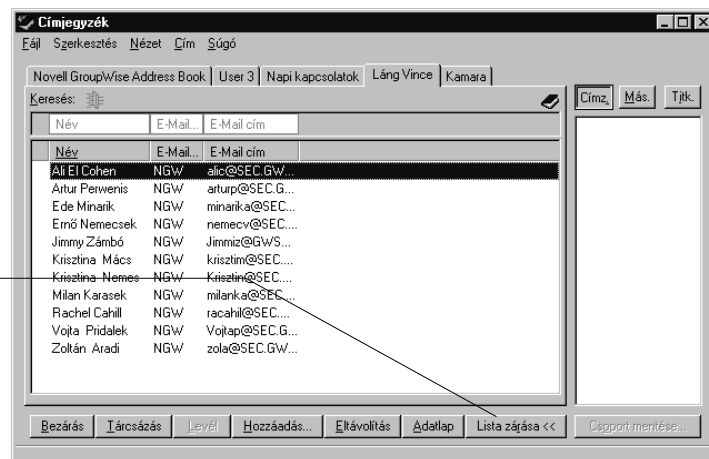 Címjegyzék
Fájl Szerkesztés Nézet Cím Súgó
Novell GroupWise Address Book User 3 Napi kapcsolatok Láng Vince Kamara
Keresés: Címz. Más. Titk.
Név E-Mail... E-Mail cím
Név E-Mail... E-Mail cím
Ali El Cohen NGW alic@SEC.GW...
Artur Perwenis NGW arturp@SEC.G...
Ede Minarik NGW minarika@SEC...
Ernő Nemecsek NGW nemecv@SEC...
Jimmy Zámbó NGW Jimmiz@GWS...
Krisztina Mács NGW krisztim@SEC....
Krisztina Nemes NGW Krisztin@SEC....
Milan Karasek NGW milanka@SEC...
Rachel Cahill NGW racahil@SEC....
Vojta Pridalek NGW Vojtap@SEC.G...
Zoltán Aradi NGW zola@SEC.GW...
Bezárás Tárcsázás Levél Hozzáadás... Eltávolítás Adatlap Lista zárása << Csoport mentése...